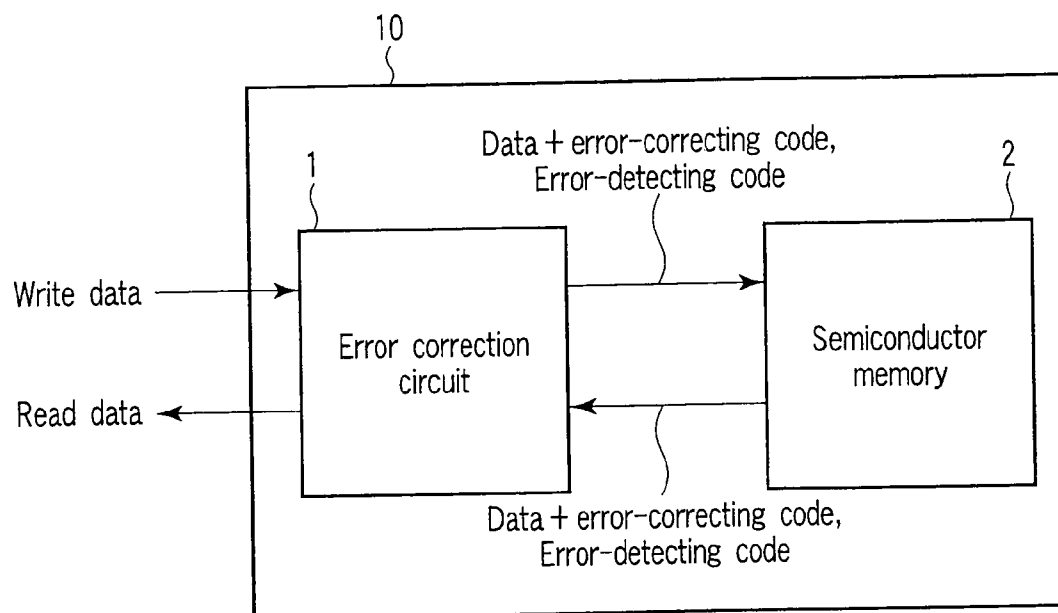 10
Data + error-correcting code,
Error-detecting code
1
2
Write data
Error correction
circuit
Semiconductor
memory
Read data
Data + error-correcting code,
Error-detecting code